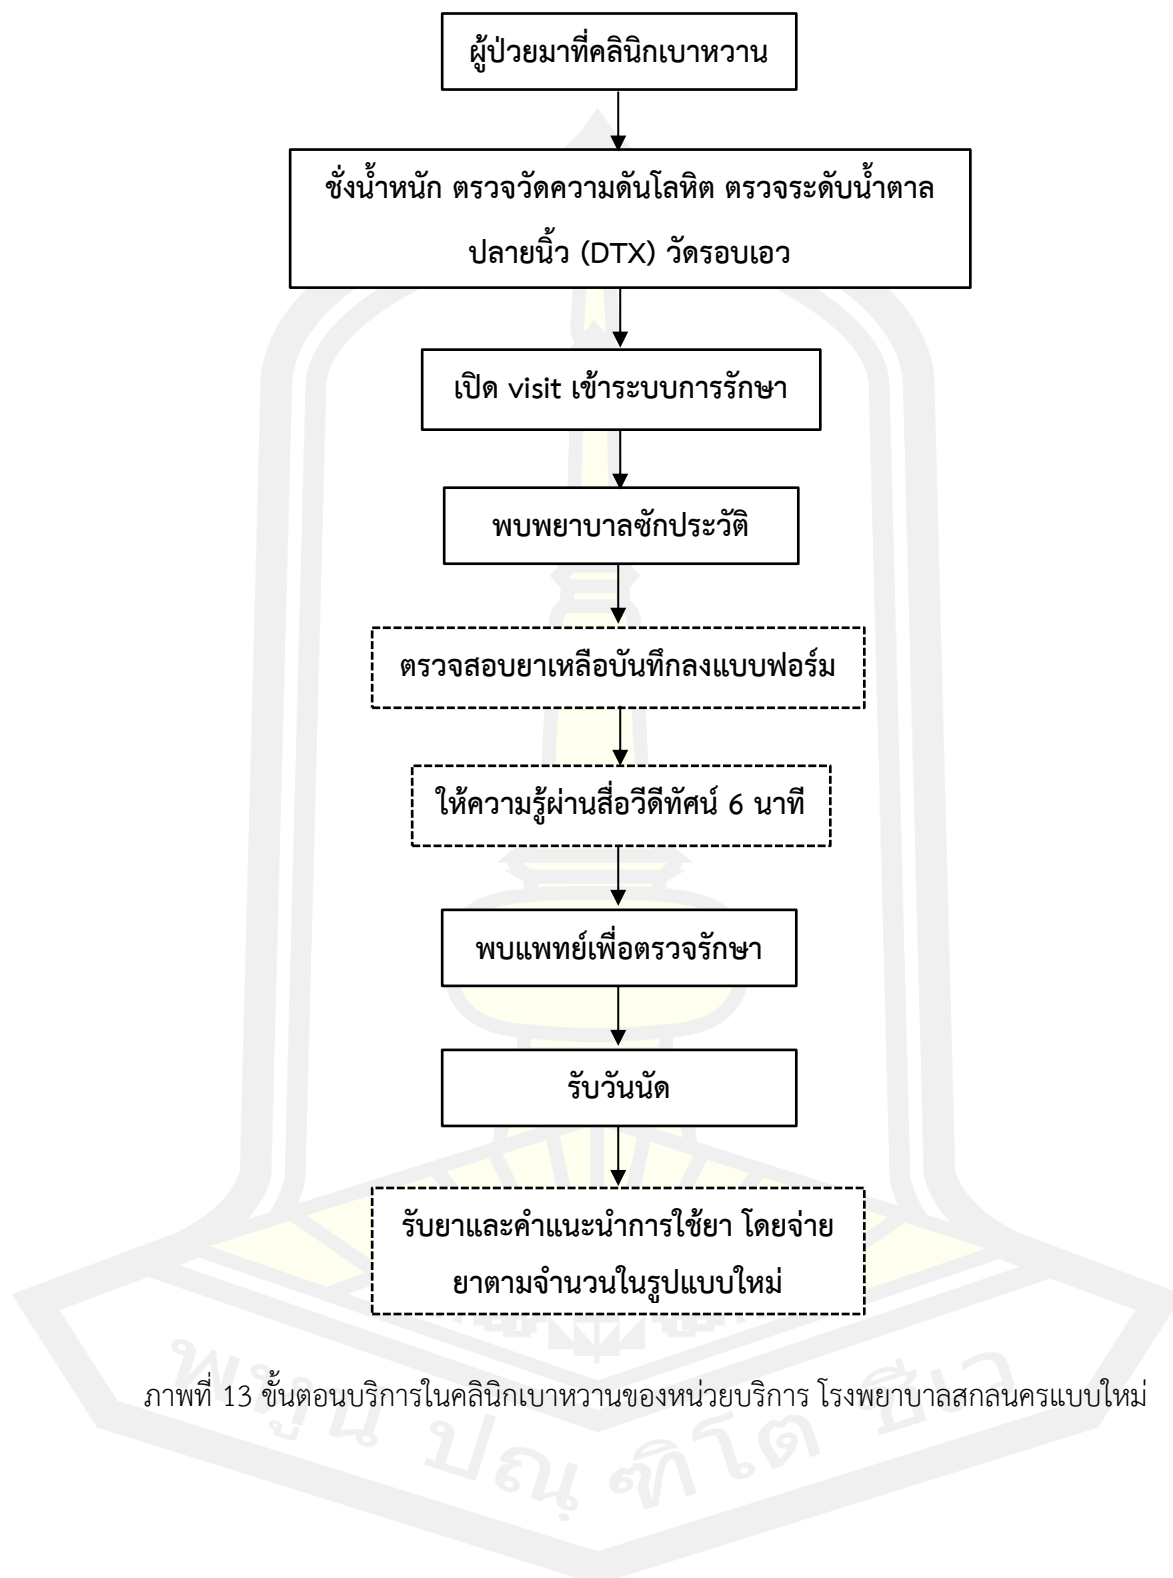 ผู้ป่วยมาที่คลินิกเบาหวาน
ชั่งน้ำหนัก ตรวจวัดความดันโลหิต ตรวจระดับน้ำตาล
ปลายนิ้ว (DTX) วัดรอบเอว
เปิด visit เข้าระบบการรักษา
พบพยาบาลซักประวัติ
ตรวจสอบยาเหลือบันทึกลงแบบฟอร์ม
ให้ความรู้ผ่านสื่อวีดีทัศน์ 6 นาที
พบแพทย์เพื่อตรวจรักษา
รับวันนัด
รับยาและคำแนะนำการใช้ยา โดยจ่าย
ยาตามจำนวนในรูปแบบใหม่
ภาพที่ 13 ขั้นตอนบริการในคลินิกเบาหวานของหน่วยบริการ โรงพยาบาลสกลนครแบบใหม่
พหูน ปณฺ ฑิโต ชีเว